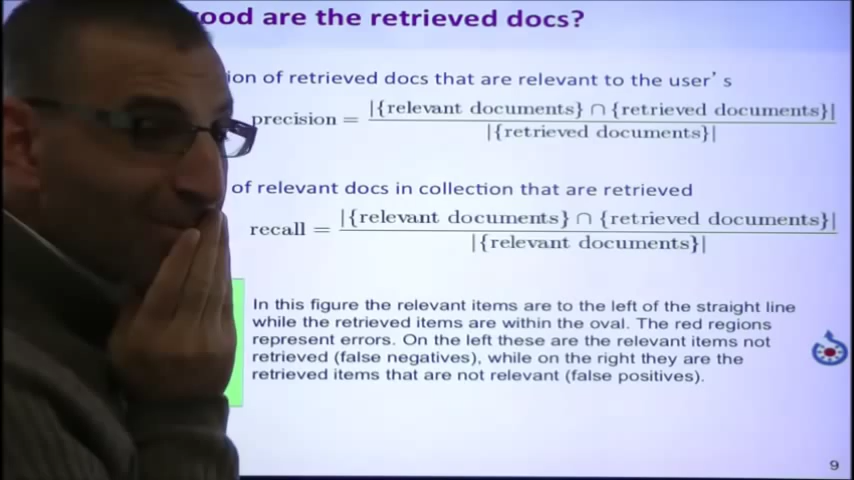 ood are the retrieved docs?
ion of retrieved docs that are relevant to the user's
precision = |{relevant documents} ∩ {retrieved documents}|
|{retrieved documents}|
of relevant docs in collection that are retrieved
recall = |{relevant documents} ∩ {retrieved documents}|
|{relevant documents}|
In this figure the relevant items are to the left of the straight line
while the retrieved items are within the oval. The red regions
represent errors. On the left these are the relevant items not
retrieved (false negatives), while on the right they are the
retrieved items that are not relevant (false positives).
9